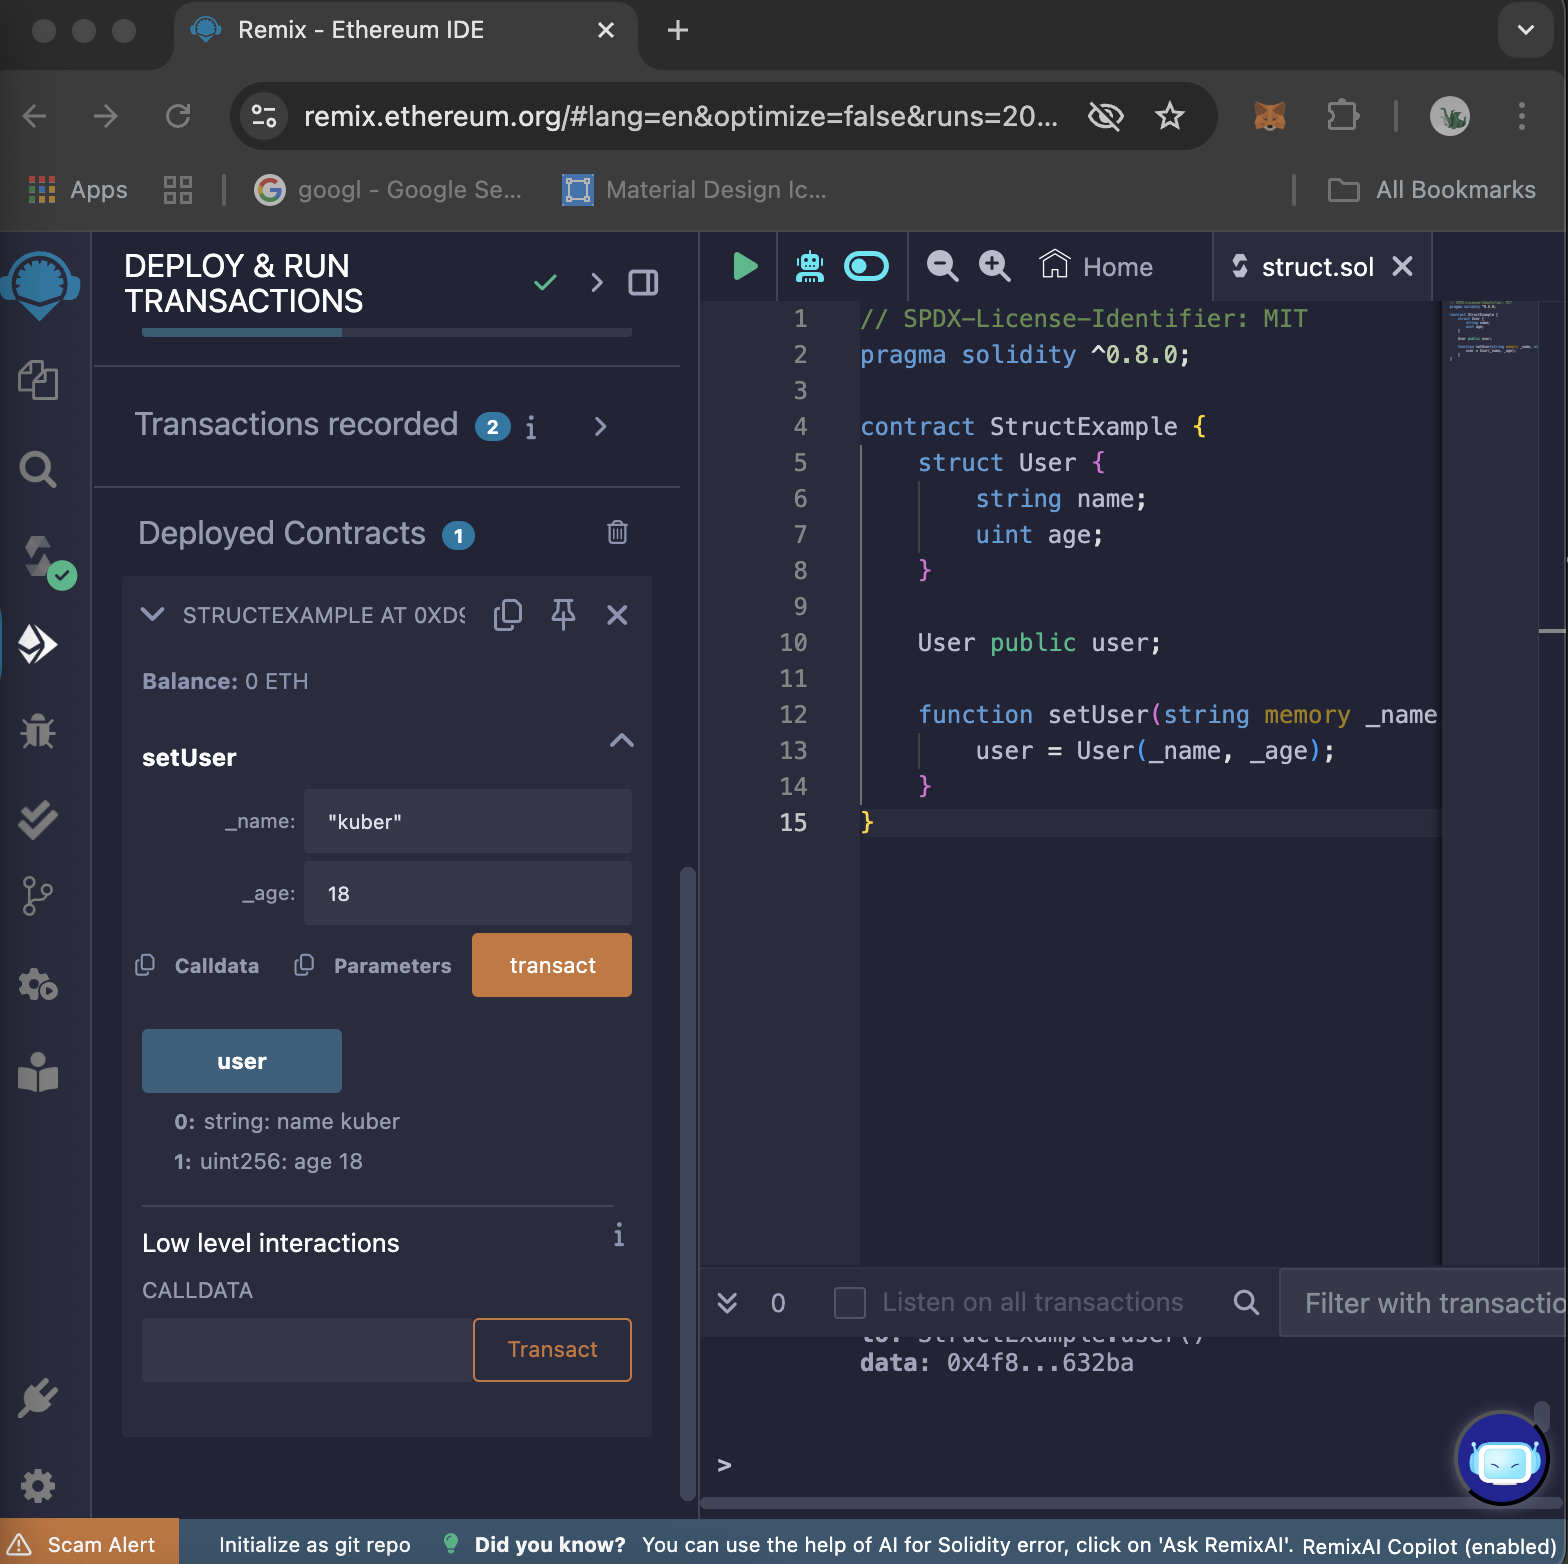 Remix - Ethereum IDE
remix.ethereum.org/#lang=en&optimize=false&runs=20...
Apps
googl - Google Se...
Material Design Ic...
All Bookmarks
DEPLOY & RUN
TRANSACTIONS
Transactions recorded 2 i
Deployed Contracts 1
STRUCTEXAMPLE AT 0XD9
Balance: 0 ETH
setUser
_name: "kuber"
_age: 18
Calldata Parameters transact
user
0: string: name kuber
1: uint256: age 18
Low level interactions i
CALLDATA
Transact
Home
struct.sol
1 // SPDX-License-Identifier: MIT
2 pragma solidity ^0.8.0;
3
4 contract StructExample {
5 struct User {
6 string name;
7 uint age;
8 }
9
10 User public user;
11
12 function setUser(string memory _name
13 user = User(_name, _age);
14 }
15 }
0 Listen on all transactions Filter with transactio
to: StructExample.user()
data: 0x4f8...632ba
>
Scam Alert Initialize as git repo Did you know? You can use the help of AI for Solidity error, click on 'Ask RemixAI'. RemixAI Copilot (enabled)